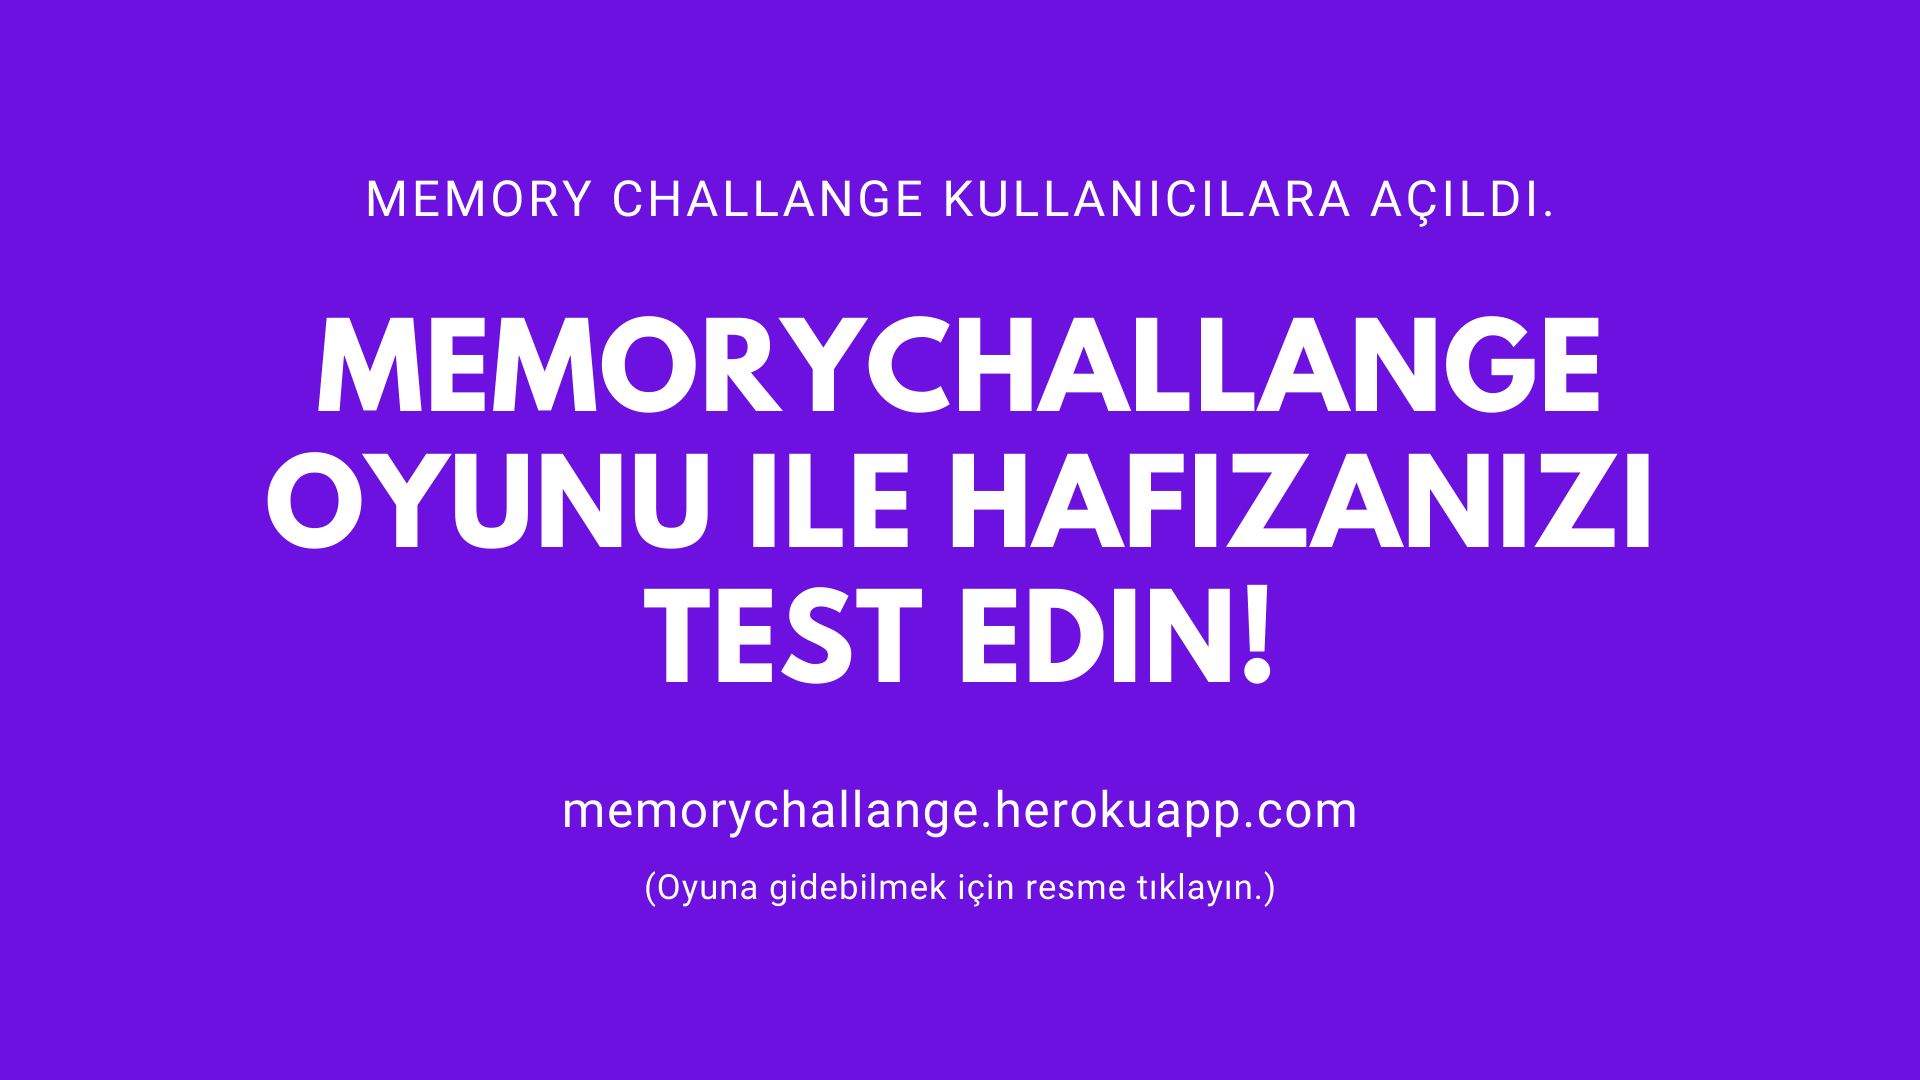 MEMORY CHALLANGE KULLANICILARA AÇILDI.
MEMORYCHALLANGE
OYUNU ILE HAFIZANIZI
TEST EDIN!
memorychallange.herokuapp.com
(Oyuna gidebilmek için resme tıklayın.)